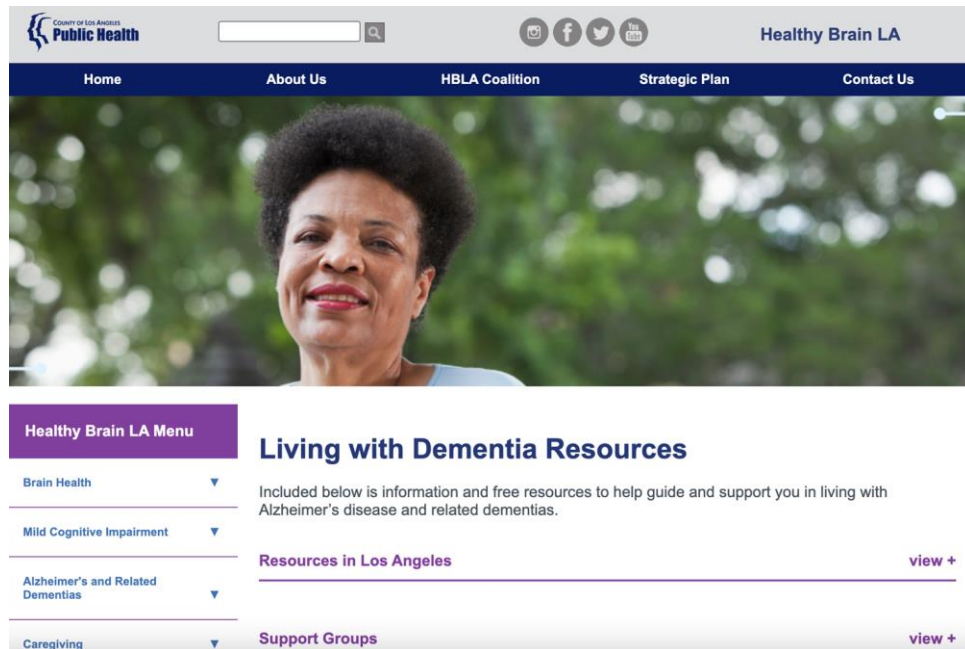 County of Los Angeles
Public Health
You
Tube
Healthy Brain LA
Home
About Us
HBLA Coalition
Strategic Plan
Contact Us
Healthy Brain LA Menu
Brain Health
Mild Cognitive Impairment
Alzheimer's and Related
Dementias
Caregiving
Living with Dementia Resources
Included below is information and free resources to help guide and support you in living with
Alzheimer's disease and related dementias.
Resources in Los Angeles view +
Support Groups view +